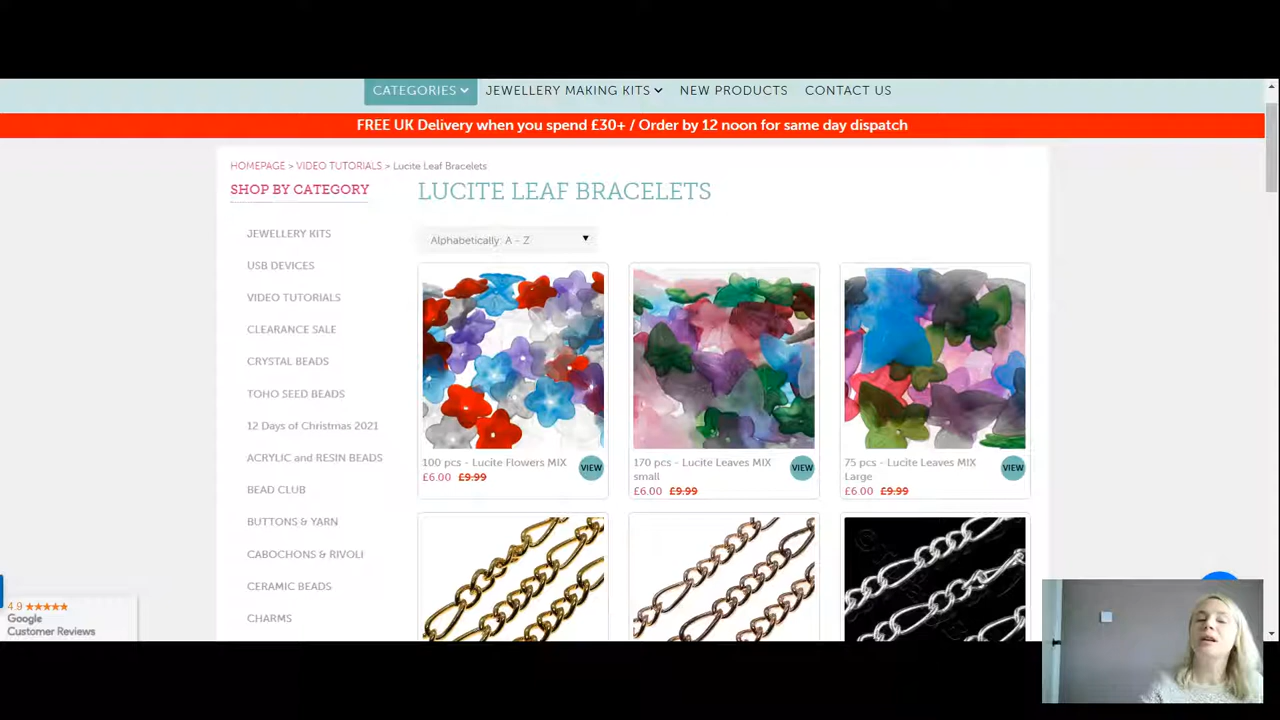 CATEGORIES JEWELLERY MAKING KITS NEW PRODUCTS CONTACT US
FREE UK Delivery when you spend £30+ / Order by 12 noon for same day dispatch
HOMEPAGE > VIDEO TUTORIALS > Lucite Leaf Bracelets
SHOP BY CATEGORY
JEWELLERY KITS
USB DEVICES
VIDEO TUTORIALS
CLEARANCE SALE
CRYSTAL BEADS
TOHO SEED BEADS
12 Days of Christmas 2021
ACRYLIC and RESIN BEADS
BEAD CLUB
BUTTONS & YARN
CABOCHONS & RIVOLI
CERAMIC BEADS
CHARMS
LUCITE LEAF BRACELETS
Alphabetically: A - Z
100 pcs - Lucite Flowers MIX
£6.00 £9.99
VIEW
170 pcs - Lucite Leaves MIX
small
£6.00 £9.99
VIEW
75 pcs - Lucite Leaves MIX
Large
£6.00 £9.99
VIEW
4.9
Google
Customer Reviews